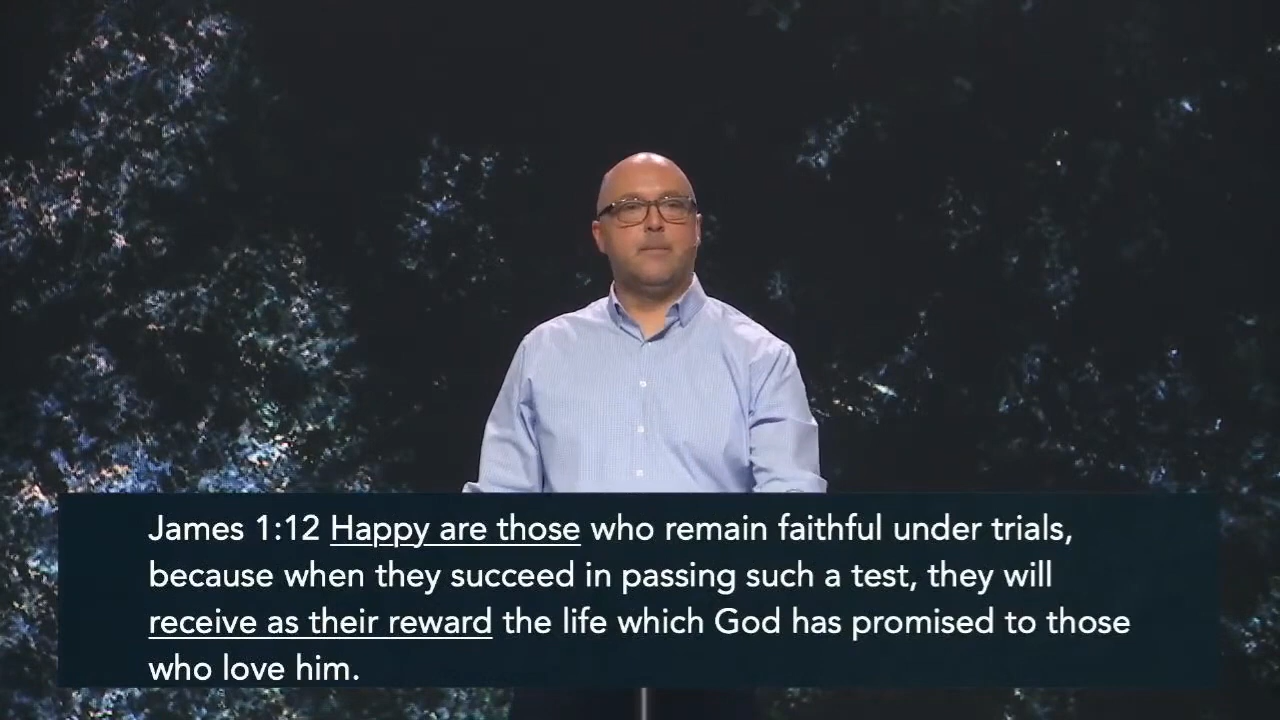 James 1:12 Happy are those who remain faithful under trials,
because when they succeed in passing such a test, they will
receive as their reward the life which God has promised to those
who love him.